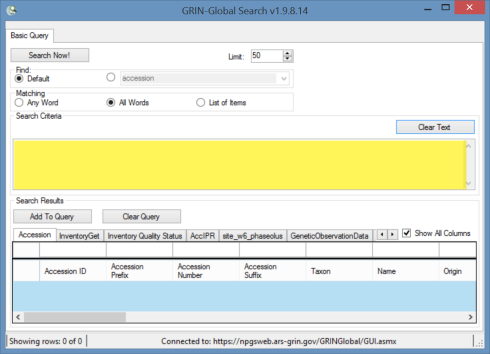 GRIN-Global Search v1.9.8.14
Basic Query
Search Now!
Limit: 50
Find:
Default accession
Matching
Any Word All Words List of Items
Search Criteria
Clear Text
Search Results
Add To Query Clear Query
Accession InventoryGet Inventory Quality Status AccIPR site_w6_phaseolus GeneticObservationData Show All Columns
Accession ID Accession Prefix Accession Number Accession Suffix Taxon Name Origin
Showing rows: 0 of 0 Connected to: https://npgsweb.ars-grin.gov/GRINGlobal/GUI.asmx